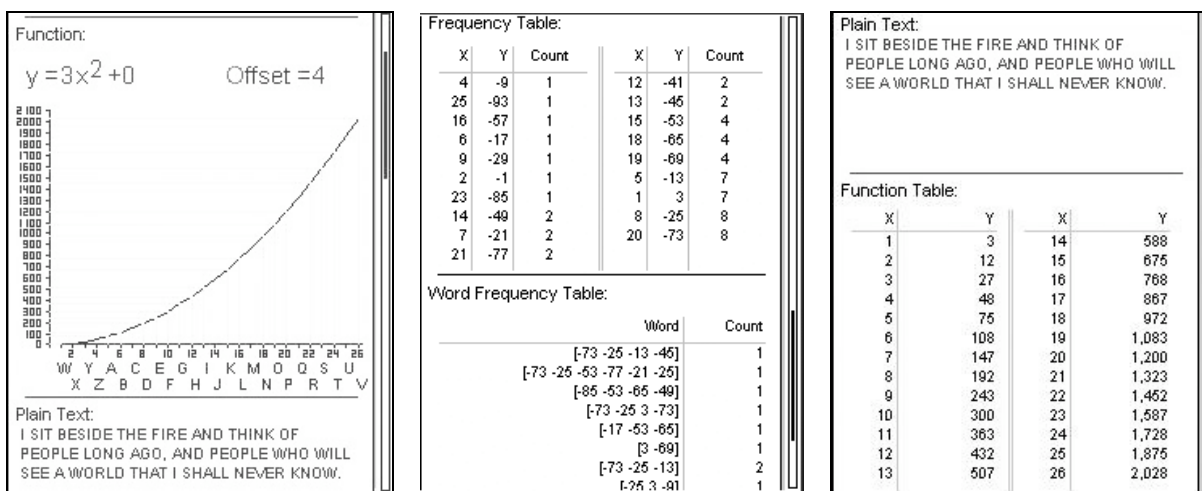 Function:
y =3x² +0 Offset =4
2100
2000
1900
1800
1700
1600
1500
1400
1300
1200
1100
1000
900
800
700
600
500
400
300
200
100
0
2 4 6 8 10 12 14 16 18 20 22 24 26
W Y A C E G I K M O Q S U
X Z B D F H J L N P R T V
Plain Text:
I SIT BESIDE THE FIRE AND THINK OF
PEOPLE LONG AGO, AND PEOPLE WHO WILL
SEE A WORLD THAT I SHALL NEVER KNOW.
Frequency Table:
X Y Count X Y Count
4 -9 1 12 -41 2
25 -93 1 13 -45 2
16 -57 1 15 -53 4
6 -17 1 18 -65 4
9 -29 1 19 -69 4
2 -1 1 5 -13 7
23 -85 1 1 3 7
14 -49 2 8 -25 8
7 -21 2 20 -73 8
21 -77 2
Word Frequency Table:
Word Count
[-73 -25 -13 -45] 1
[-73 -25 -53 -77 -21 -25] 1
[-85 -53 -65 -49] 1
[-73 -25 3 -73] 1
[-17 -53 -65] 1
[3 -69] 1
[-73 -25 -13] 2
[-25 3 -9] 1
Plain Text:
I SIT BESIDE THE FIRE AND THINK OF
PEOPLE LONG AGO, AND PEOPLE WHO WILL
SEE A WORLD THAT I SHALL NEVER KNOW.
Function Table:
X Y X Y
1 3 14 588
2 12 15 675
3 27 16 768
4 48 17 867
5 75 18 972
6 108 19 1,083
7 147 20 1,200
8 192 21 1,323
9 243 22 1,452
10 300 23 1,587
11 363 24 1,728
12 432 25 1,875
13 507 26 2,028